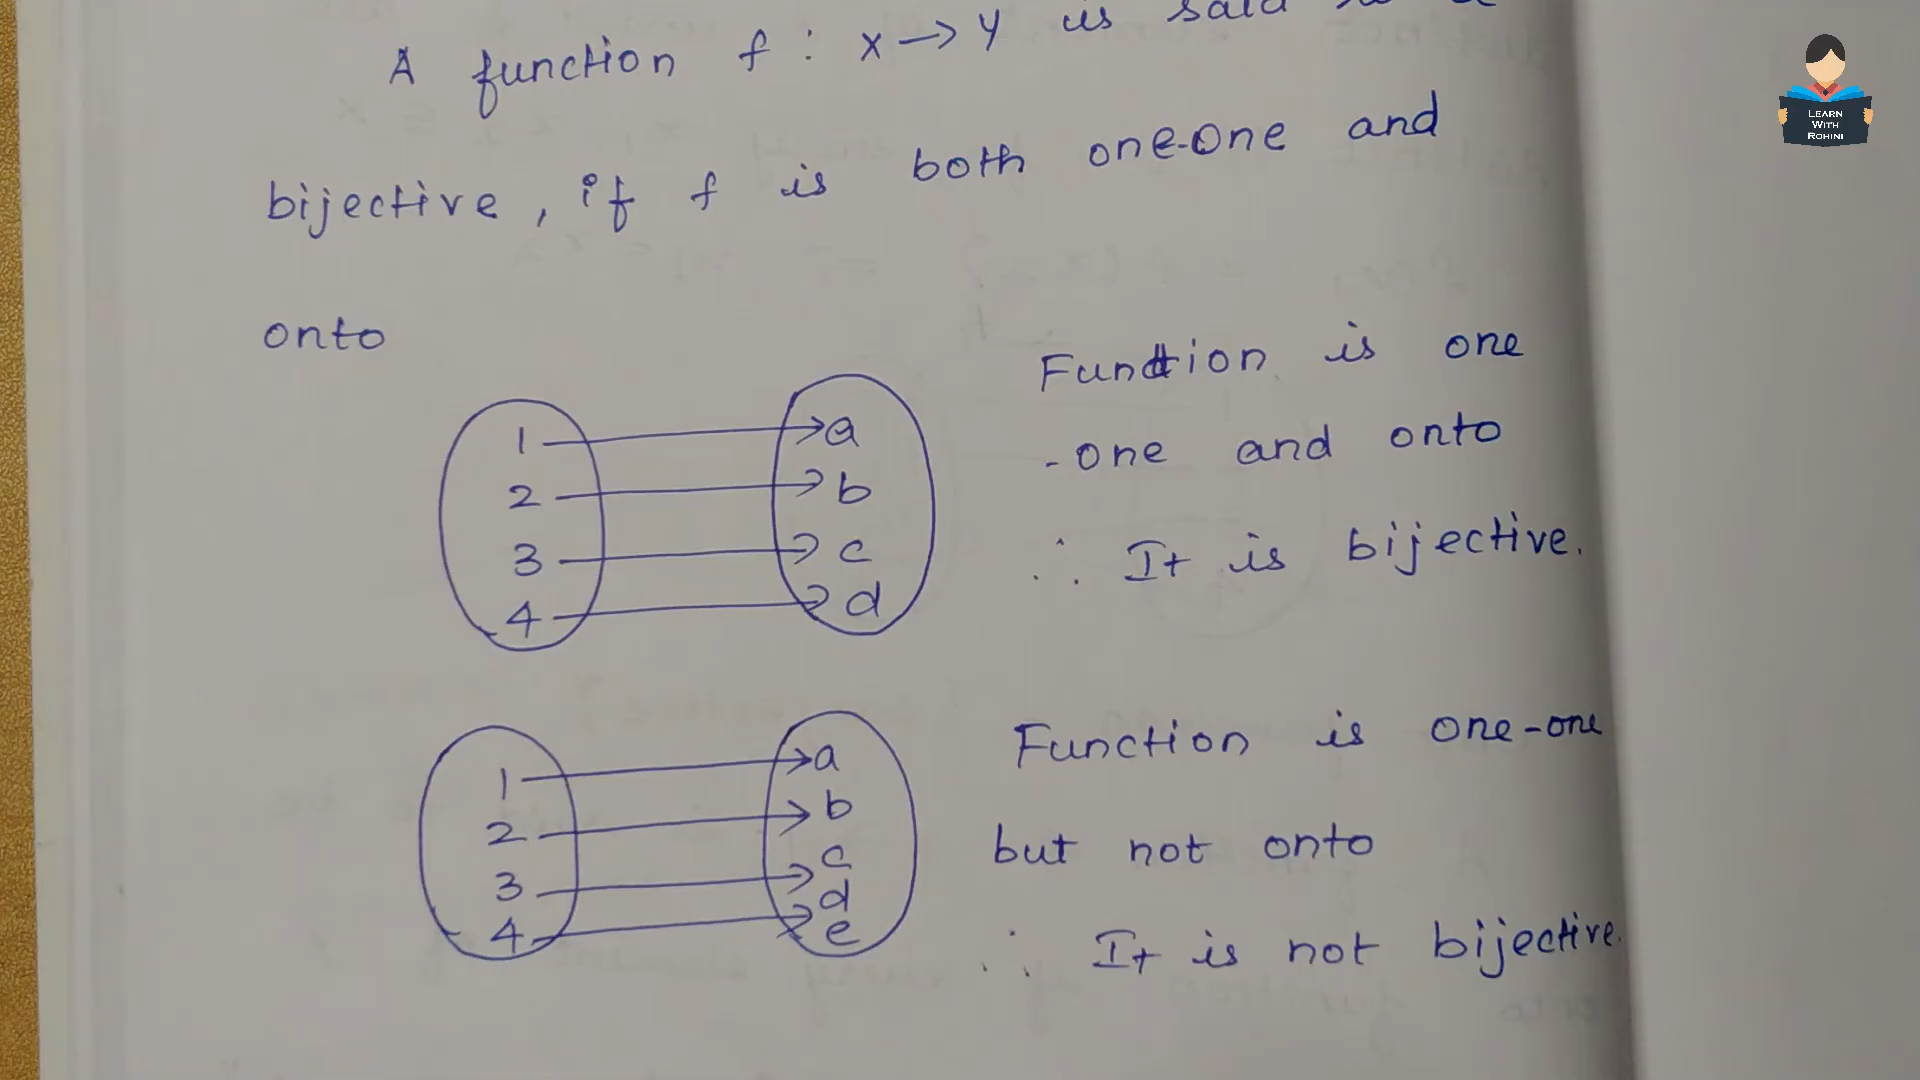 A function f : x → y is said
bijective, if f is both one-one and
onto
1 a
2 b
3 c
4 d
Function is one
-one and onto
∴ It is bijective.
1 a
2 b
3 c
d
4 e
Function is one-one
but not onto
∴ It is not bijective.
LEARN
WITH
ROHINI